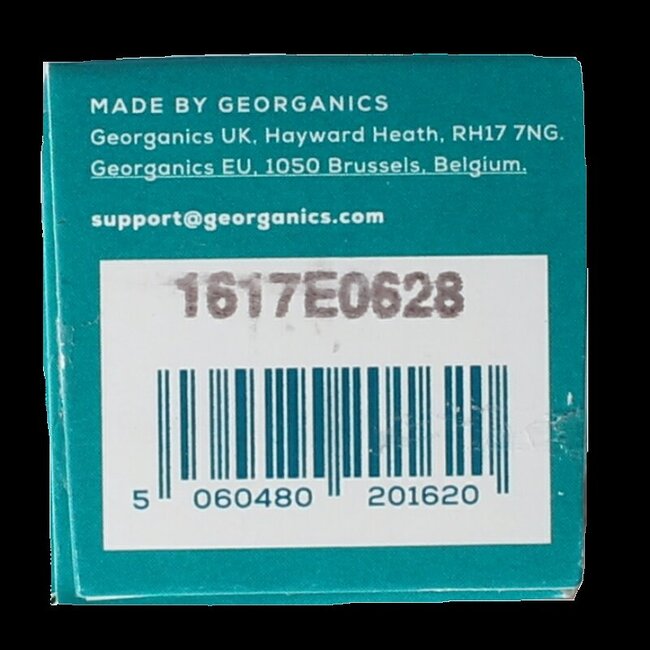 MADE BY GEORGANICS
Georganics UK, Hayward Heath, RH17 7NG.
Georganics EU, 1050 Brussels, Belgium.
support@georganics.com
1617E0628
5 060480 201620